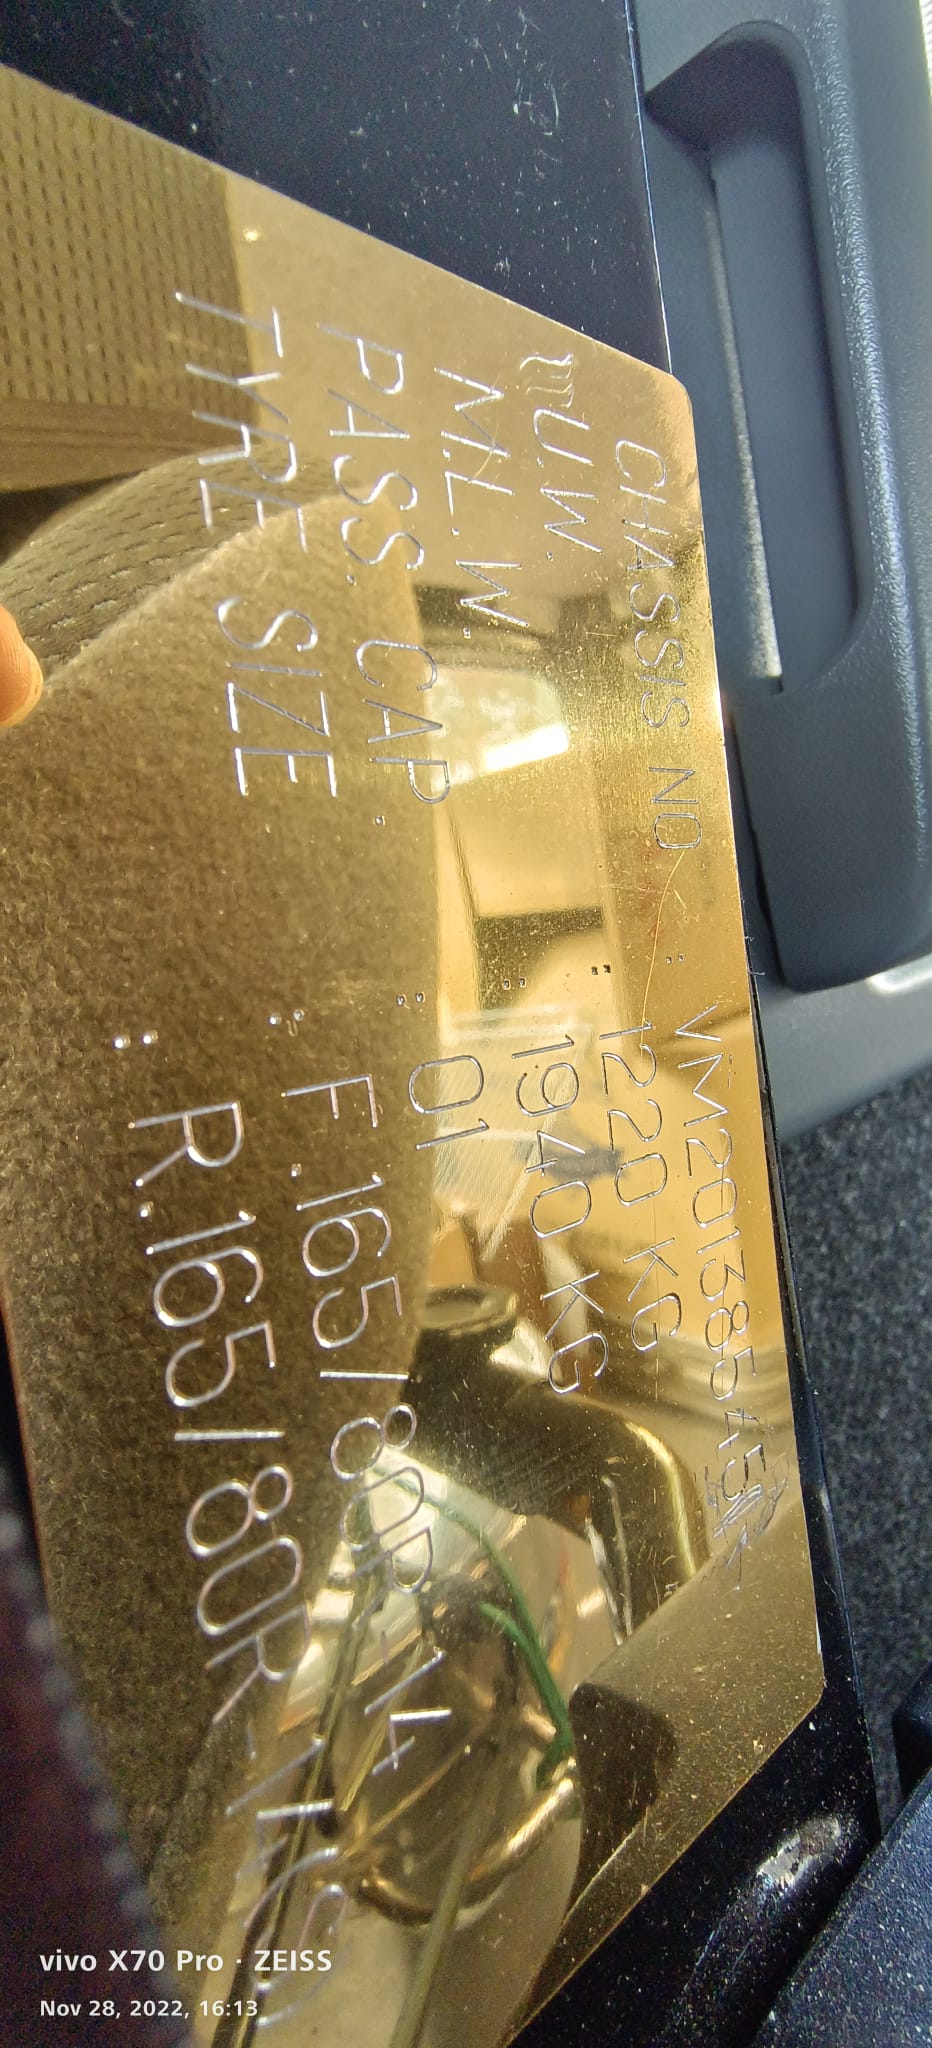 CHASSIS NO : VM20138545
U.W. : 1220 KG
M.L.W. : 1940 KG
PASS. CAP. : 01
TYRE SIZE : F.165/80R-14
: R.165/80R-14
vivo X70 Pro · ZEISS
Nov 28, 2022, 16:13